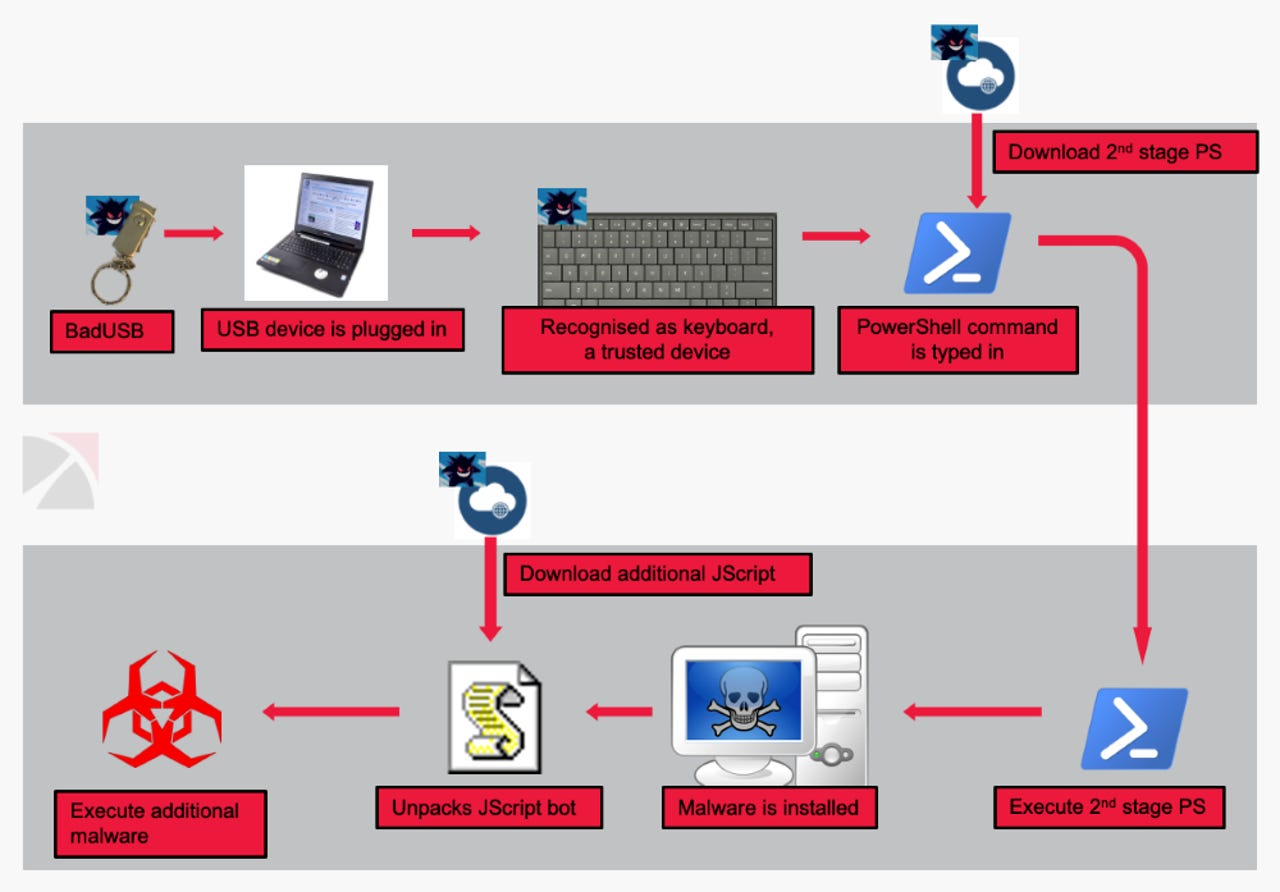 Download 2nd stage PS
BadUSB
USB device is plugged in
Recognised as keyboard,
a trusted device
PowerShell command
is typed in
Download additional JScript
Execute additional
malware
Unpacks JScript bot
Malware is installed
Execute 2nd stage PS